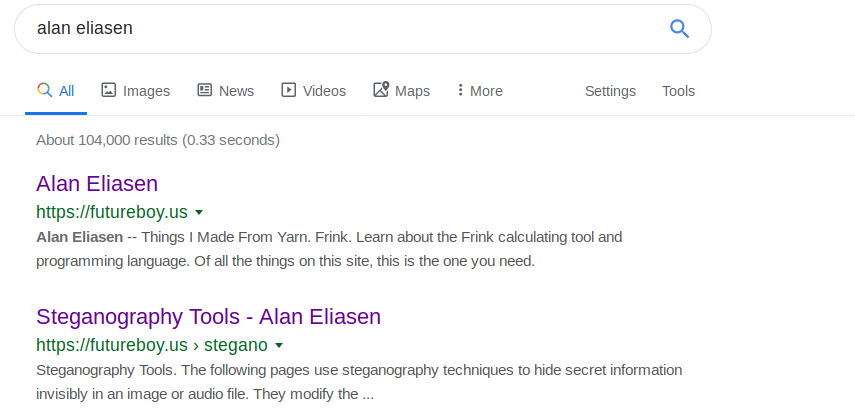 alan eliasen
All Images News Videos Maps More Settings Tools
About 104,000 results (0.33 seconds)
Alan Eliasen
https://futureboy.us
Alan Eliasen -- Things I Made From Yarn. Frink. Learn about the Frink calculating tool and
programming language. Of all the things on this site, this is the one you need.
Steganography Tools - Alan Eliasen
https://futureboy.us › stegano
Steganography Tools. The following pages use steganography techniques to hide secret information
invisibly in an image or audio file. They modify the ...